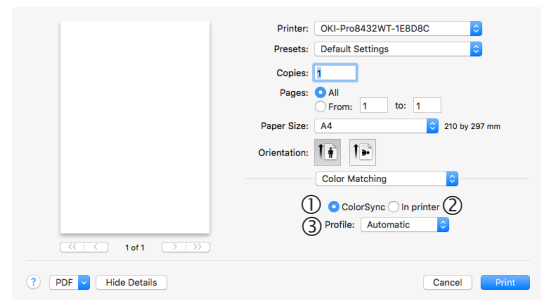 Printer: OKI-Pro8432WT-1E8D8C
Presets: Default Settings
Copies: 1
Pages: All
From: 1 to: 1
Paper Size: A4 210 by 297 mm
Orientation:
Color Matching
① ColorSync In printer ②
③ Profile: Automatic
<< < 1 of 1 > >>
? PDF Hide Details Cancel Print